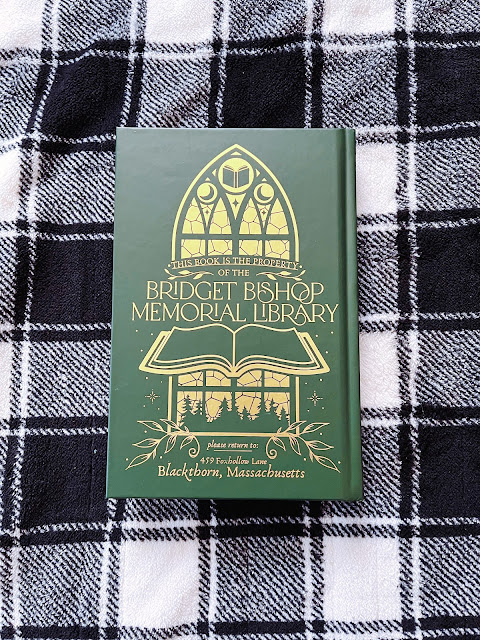 THIS BOOK IS THE PROPERTY
OF THE
BRIDGET BISHOP
MEMORIAL LIBRARY
please return to:
459 Foxhollow Lane
Blackthorn, Massachusetts